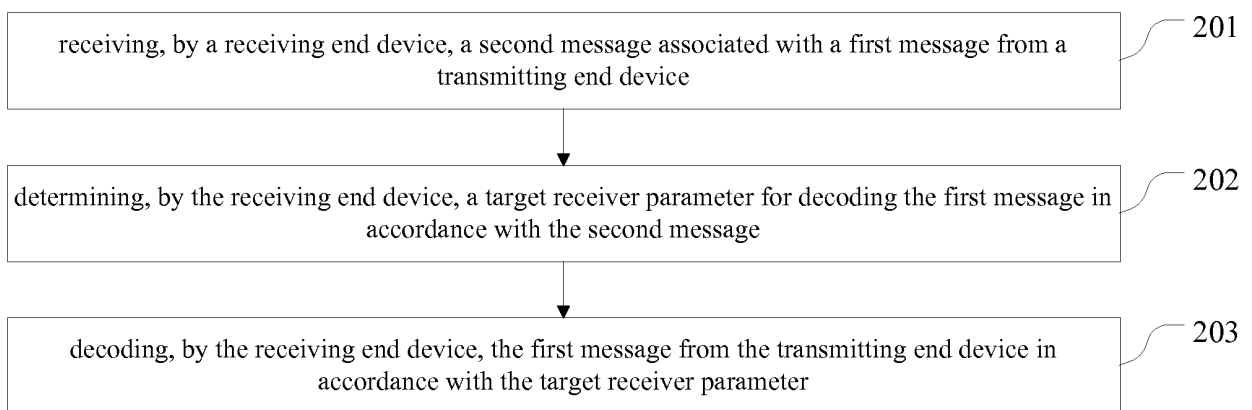 receiving, by a receiving end device, a second message associated with a first message from a
transmitting end device
201
determining, by the receiving end device, a target receiver parameter for decoding the first message in
accordance with the second message
202
decoding, by the receiving end device, the first message from the transmitting end device in
accordance with the target receiver parameter
203